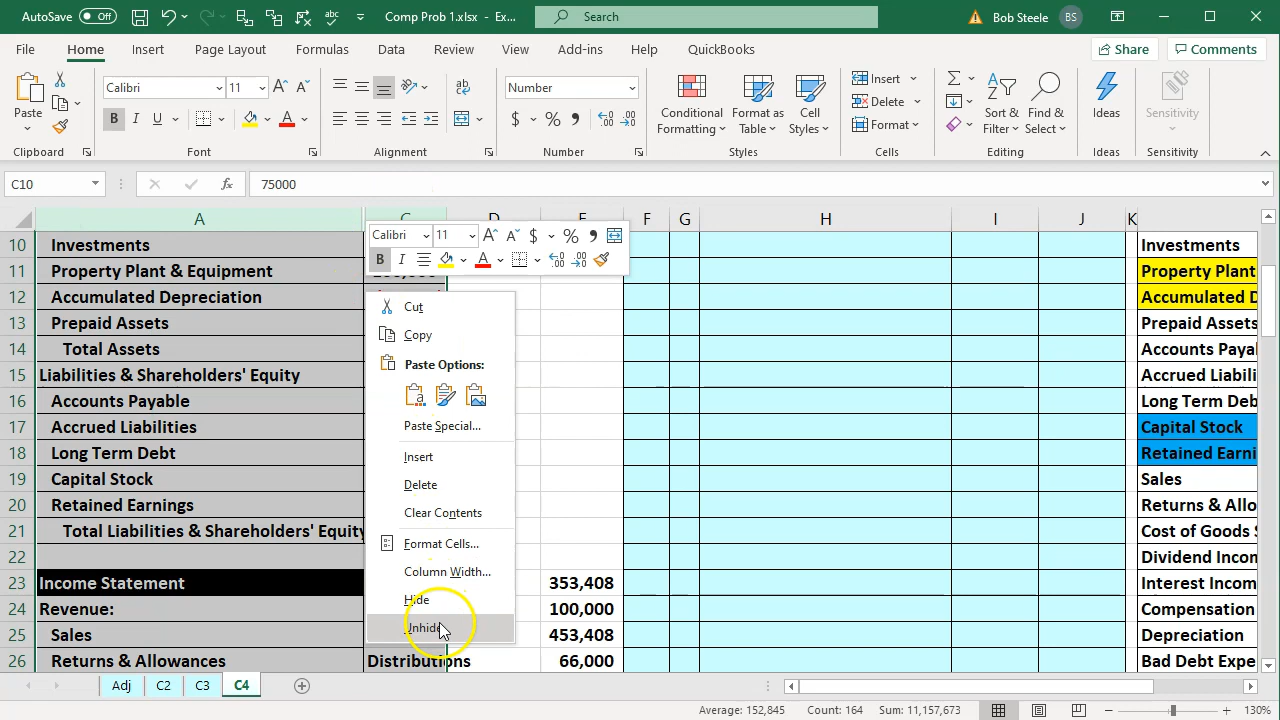 AutoSave Off Comp Prob 1.xlsx - Ex... Search Bob Steele BS
File Home Insert Page Layout Formulas Data Review View Add-ins Help QuickBooks Share Comments
Paste Calibri 11 Number Conditional Formatting Format as Table Cell Styles Insert Delete Format Sort & Filter Find & Select Ideas Sensitivity
Clipboard Font Alignment Number Styles Cells Editing Ideas Sensitivity
C10 75000
A C D E F G H I J K
Calibri 11
10 Investments Investments
11 Property Plant & Equipment Property Plant
12 Accumulated Depreciation Accumulated D
13 Prepaid Assets Prepaid Assets
14 Total Assets Accounts Paya
15 Liabilities & Shareholders' Equity Accrued Liabili
16 Accounts Payable Long Term Deb
17 Accrued Liabilities Capital Stock
18 Long Term Debt Retained Earni
19 Capital Stock Sales
20 Retained Earnings Returns & Allo
21 Total Liabilities & Shareholders' Equity Cost of Goods S
22 Dividend Incon
23 Income Statement 353,408 Interest Incom
24 Revenue: 100,000 Compensation
25 Sales 453,408 Depreciation
26 Returns & Allowances Distributions 66,000 Bad Debt Expe
Cut
Copy
Paste Options:
Paste Special...
Insert
Delete
Clear Contents
Format Cells...
Column Width...
Hide
Unhide
Adj C2 C3 C4
Average: 152,845 Count: 164 Sum: 11,157,673 130%